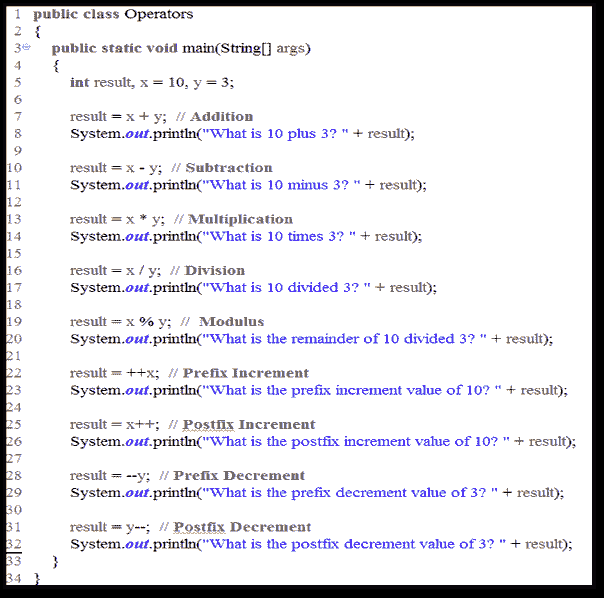 1 public class Operators
2 {
3 public static void main(String[] args)
4 {
5 int result, x = 10, y = 3;
6
7 result = x + y; // Addition
8 System.out.println("What is 10 plus 3? " + result);
9
10 result = x - y; // Subtraction
11 System.out.println("What is 10 minus 3? " + result);
12
13 result = x * y; // Multiplication
14 System.out.println("What is 10 times 3? " + result);
15
16 result = x / y; // Division
17 System.out.println("What is 10 divided 3? " + result);
18
19 result = x % y; // Modulus
20 System.out.println("What is the remainder of 10 divided 3? " + result);
21
22 result = ++x; // Prefix Increment
23 System.out.println("What is the prefix increment value of 10? " + result);
24
25 result = x++; // Postfix Increment
26 System.out.println("What is the postfix increment value of 10? " + result);
27
28 result = --y; // Prefix Decrement
29 System.out.println("What is the prefix decrement value of 3? " + result);
30
31 result = y--; // Postfix Decrement
32 System.out.println("What is the postfix decrement value of 3? " + result);
33 }
34 }